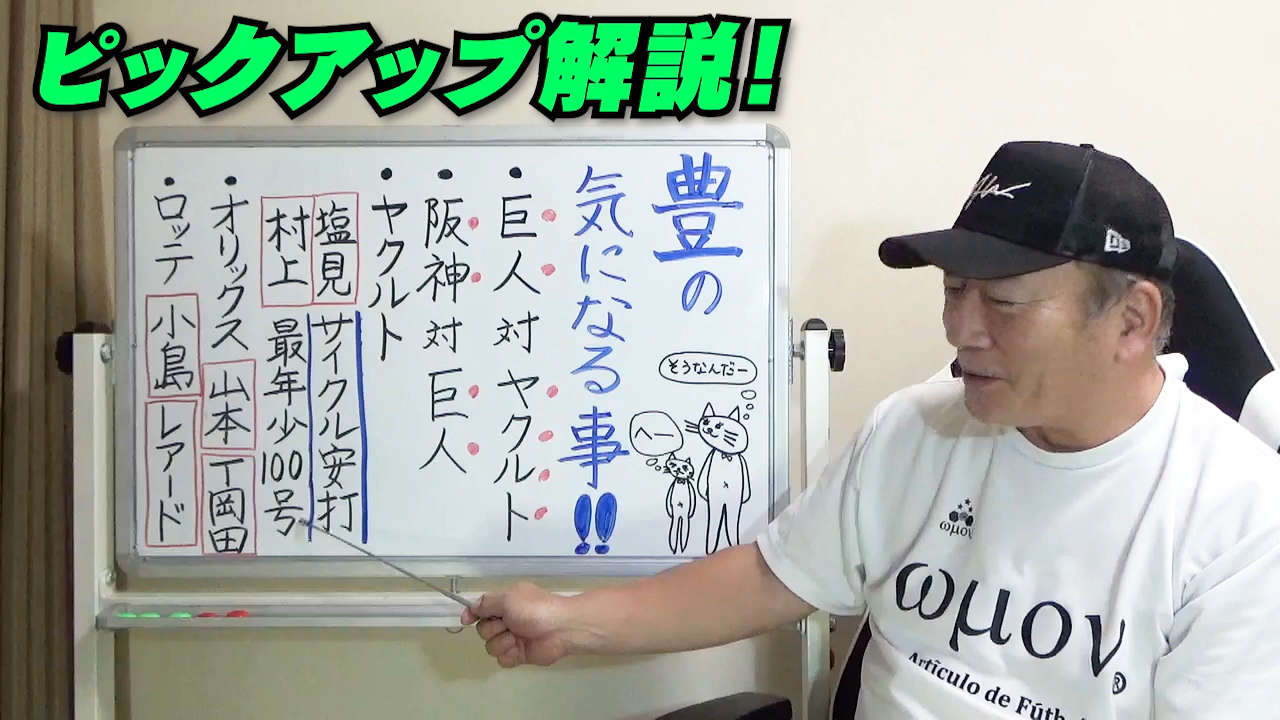 ピックアップ解説!
豊の
気になる事!!
・巨人対ヤクルト
・阪神対巨人
・ヤクルト
塩見 サイクル安打
村上 最年少100号
・オリックス 山本 T岡田
・ロッテ 小島 レアード
そうなんだー
へー
ωμον
ωμον®
Artículo de Fútb